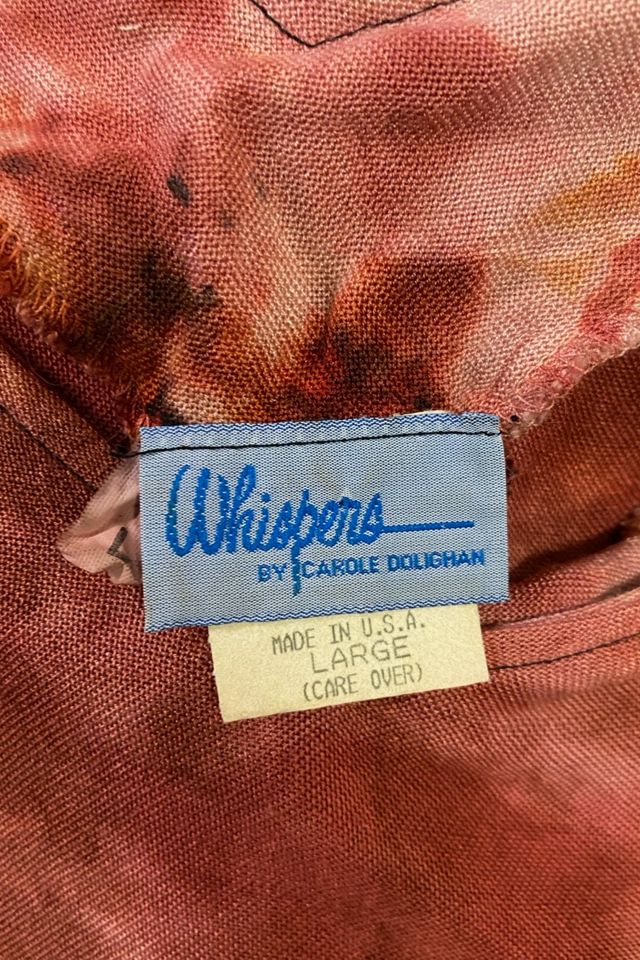 Whispers
BY CAROLE DOLIGHAN
MADE IN U.S.A.
LARGE
(CARE OVER)